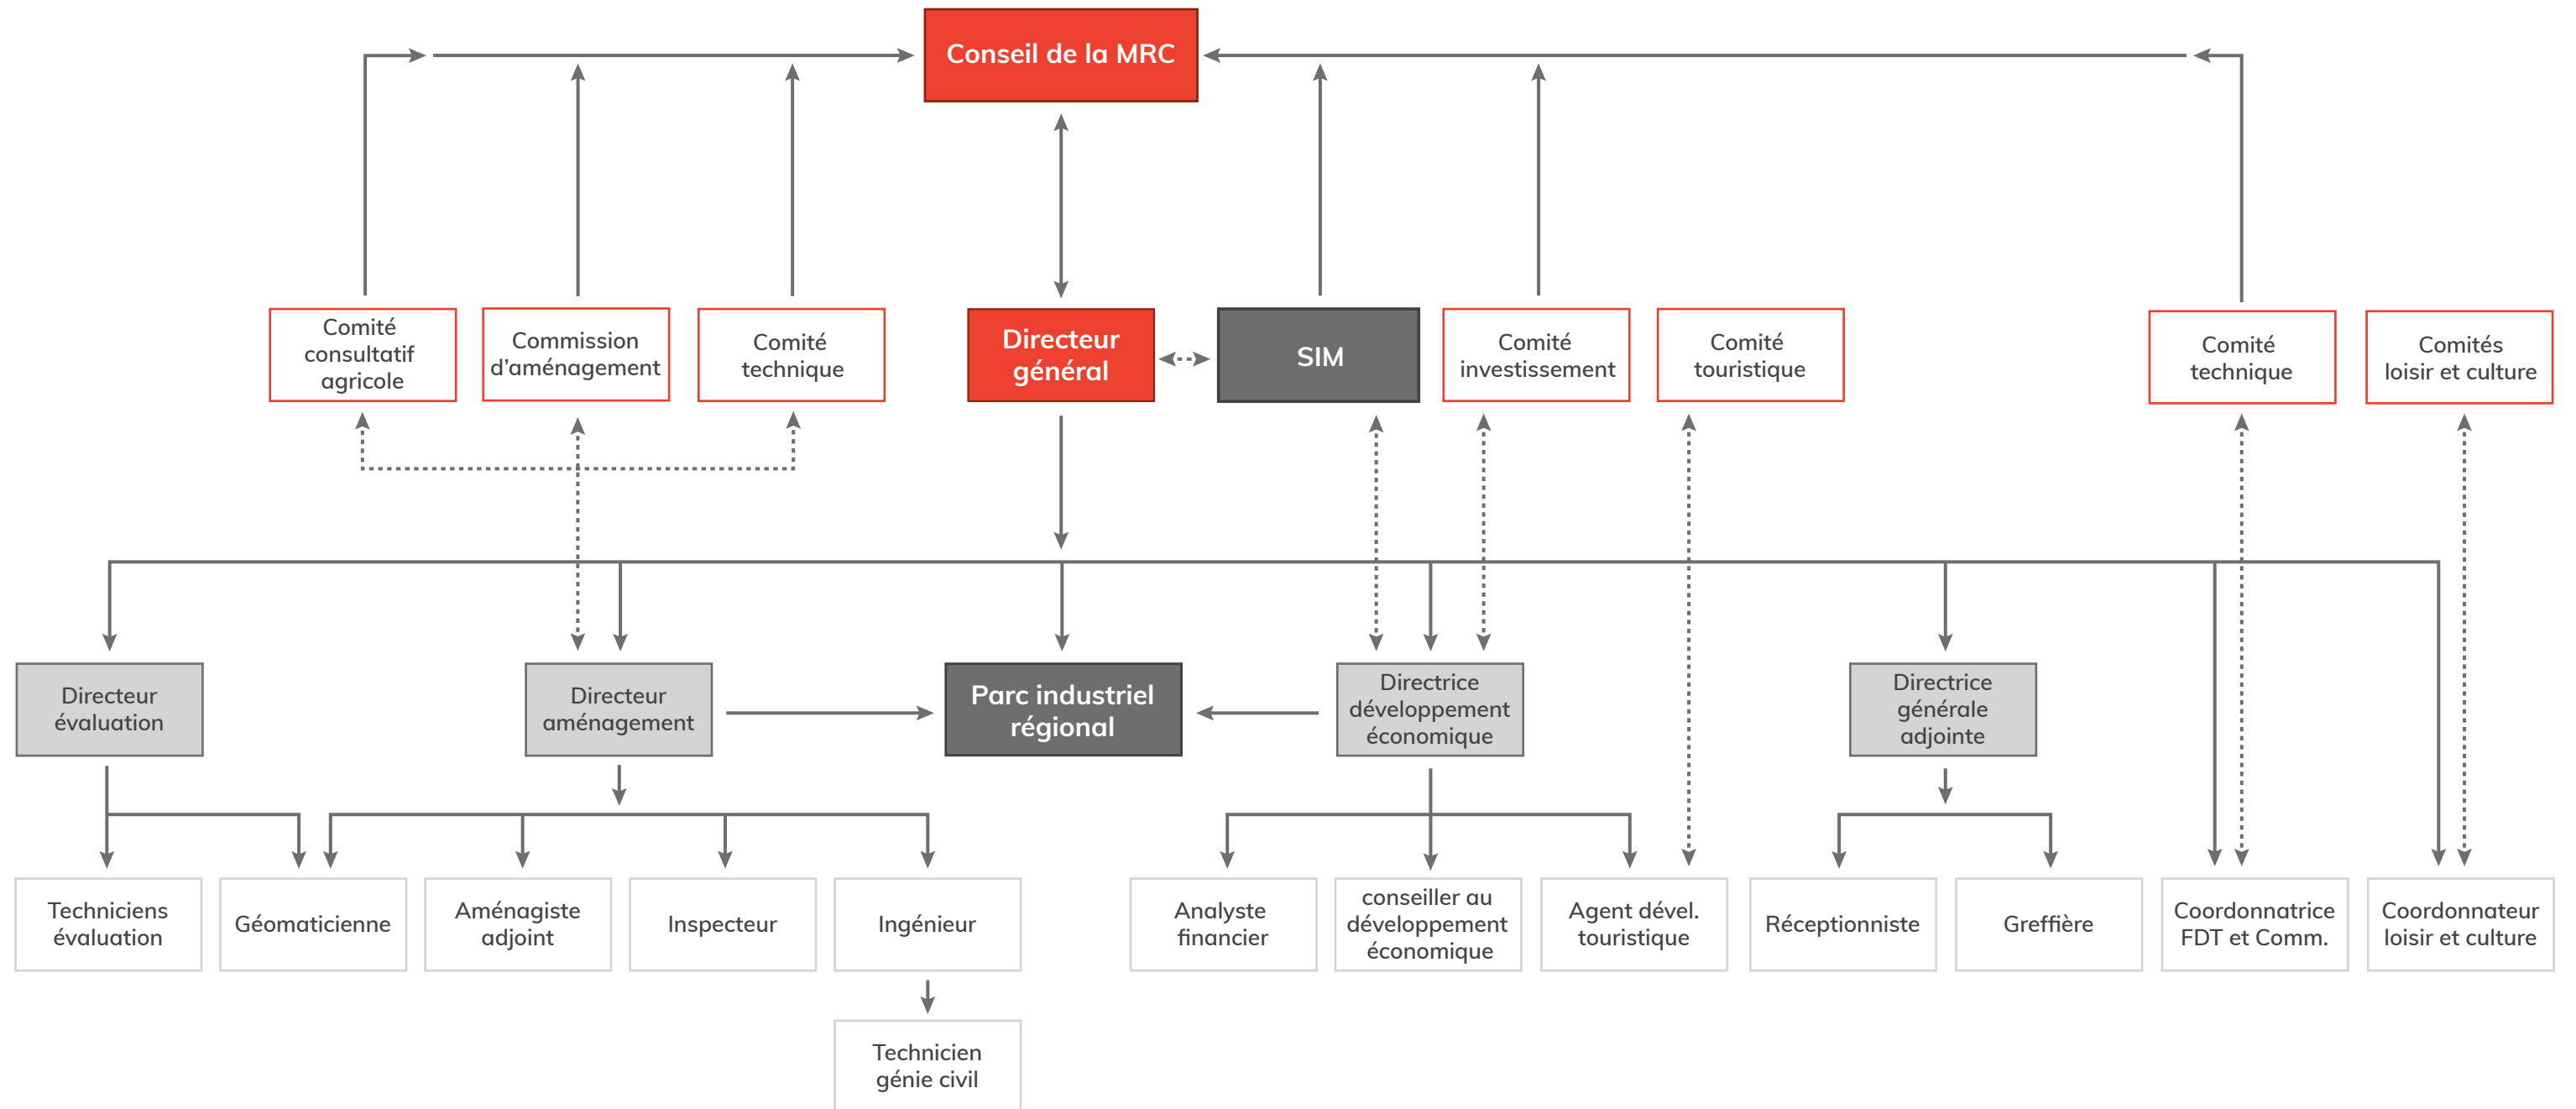 Conseil de la MRC
Comité
consultatif
agricole
Commission
d’aménagement
Comité
technique
Directeur
général
SIM
Comité
investissement
Comité
touristique
Comité
technique
Comités
loisir et culture
Directeur
évaluation
Directeur
aménagement
Parc industriel
régional
Directrice
développement
économique
Directrice
générale
adjointe
Techniciens
évaluation
Géomaticienne
Aménagiste
adjoint
Inspecteur
Ingénieur
Analyste
financier
conseiller au
développement
économique
Agent dével.
touristique
Réceptionniste
Greffière
Coordonnatrice
FDT et Comm.
Coordonnateur
loisir et culture
Technicien
génie civil